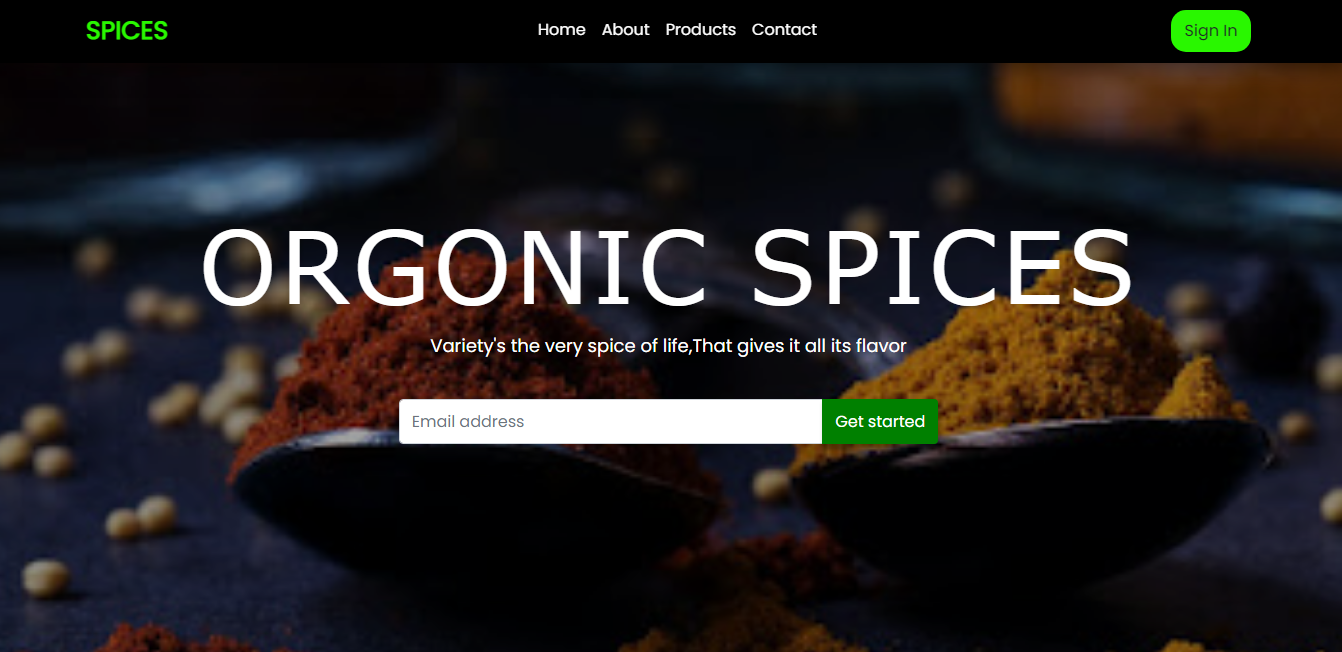 SPICES
Home About Products Contact
Sign In
ORGONIC SPICES
Variety's the very spice of life,That gives it all its flavor
Email address
Get started